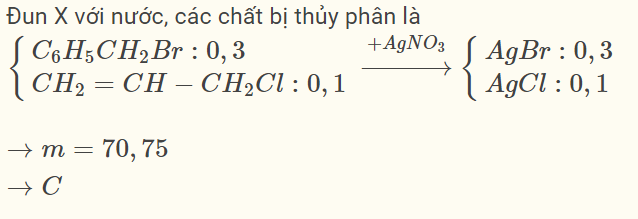 Đun X với nước, các chất bị thủy phân là
{ C₆H₅CH₂Br : 0, 3 +AgNO₃ → { AgBr : 0, 3
CH₂ = CH − CH₂Cl : 0, 1 AgCl : 0, 1
→ m = 70, 75
→ C